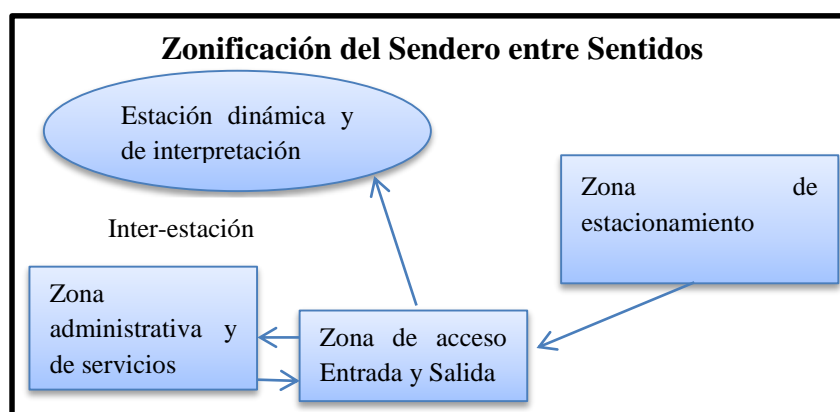 Zonificación del Sendero entre Sentidos
Estación dinámica y
de interpretación
Zona de
estacionamiento
Inter-estación
Zona
administrativa y
de servicios
Zona de acceso
Entrada y Salida